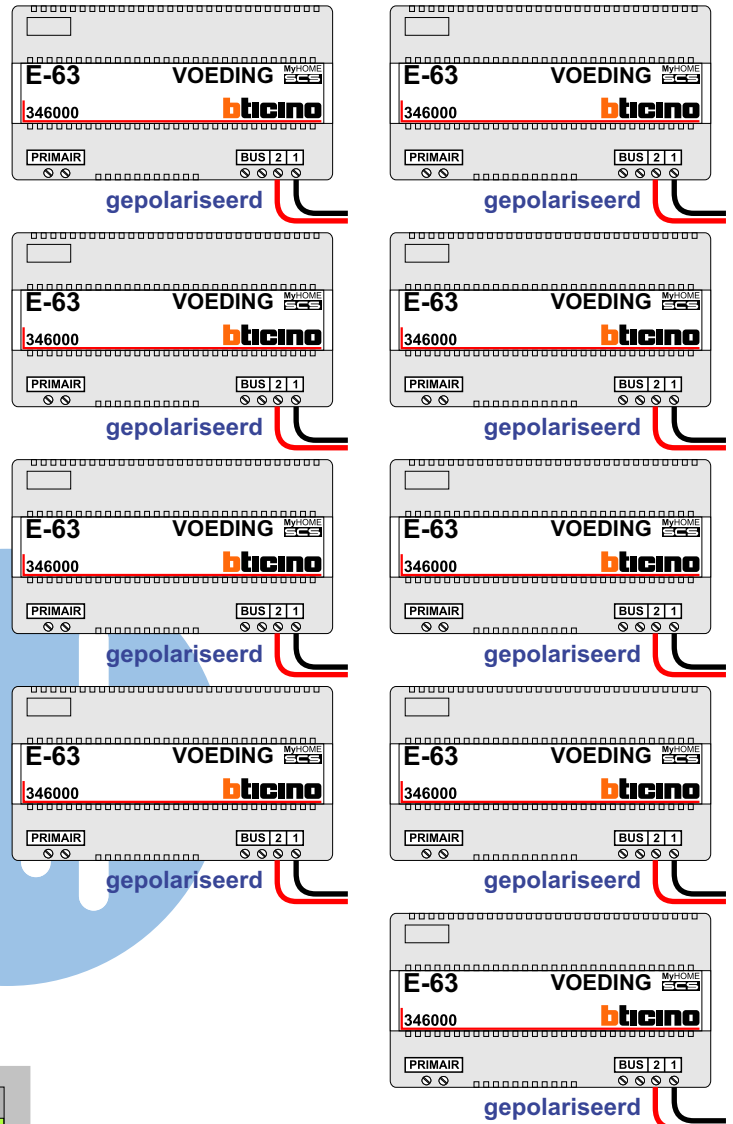 E-63 VOEDING MyHOME SCS
346000 bticino
PRIMAIR BUS 2 1
gepolariseerd
E-63 VOEDING MyHOME SCS
346000 bticino
PRIMAIR BUS 2 1
gepolariseerd
E-63 VOEDING MyHOME SCS
346000 bticino
PRIMAIR BUS 2 1
gepolariseerd
E-63 VOEDING MyHOME SCS
346000 bticino
PRIMAIR BUS 2 1
gepolariseerd
E-63 VOEDING MyHOME SCS
346000 bticino
PRIMAIR BUS 2 1
gepolariseerd
E-63 VOEDING MyHOME SCS
346000 bticino
PRIMAIR BUS 2 1
gepolariseerd
E-63 VOEDING MyHOME SCS
346000 bticino
PRIMAIR BUS 2 1
gepolariseerd
E-63 VOEDING MyHOME SCS
346000 bticino
PRIMAIR BUS 2 1
gepolariseerd
E-63 VOEDING MyHOME SCS
346000 bticino
PRIMAIR BUS 2 1
gepolariseerd